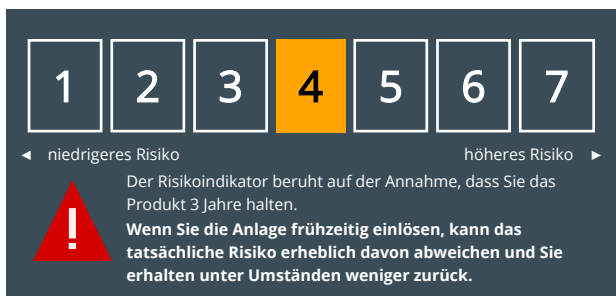 1 2 3 4 5 6 7
◄ niedrigeres Risiko höheres Risiko ►
Der Risikoindikator beruht auf der Annahme, dass Sie das
Produkt 3 Jahre halten.
Wenn Sie die Anlage frühzeitig einlösen, kann das
tatsächliche Risiko erheblich davon abweichen und Sie
erhalten unter Umständen weniger zurück.
!